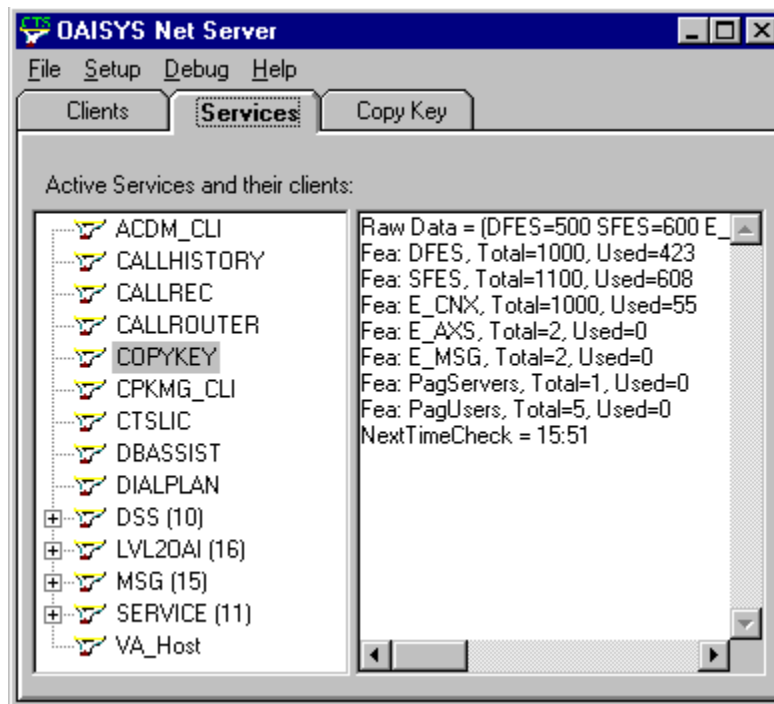 CTS OAISYS Net Server
File Setup Debug Help
Clients Services Copy Key
Active Services and their clients:
ACDM_CLI
CALLHISTORY
CALLREC
CALLROUTER
COPYKEY
CPKMG_CLI
CTSLIC
DBASSIST
DIALPLAN
DSS (10)
LVL2OAI (16)
MSG (15)
SERVICE (11)
VA_Host
Raw Data = (DFES=500 SFES=600 E_
Fea: DFES, Total=1000, Used=423
Fea: SFES, Total=1100, Used=608
Fea: E_CNX, Total=1000, Used=55
Fea: E_AXS, Total=2, Used=0
Fea: E_MSG, Total=2, Used=0
Fea: PagServers, Total=1, Used=0
Fea: PagUsers, Total=5, Used=0
NextTimeCheck = 15:51